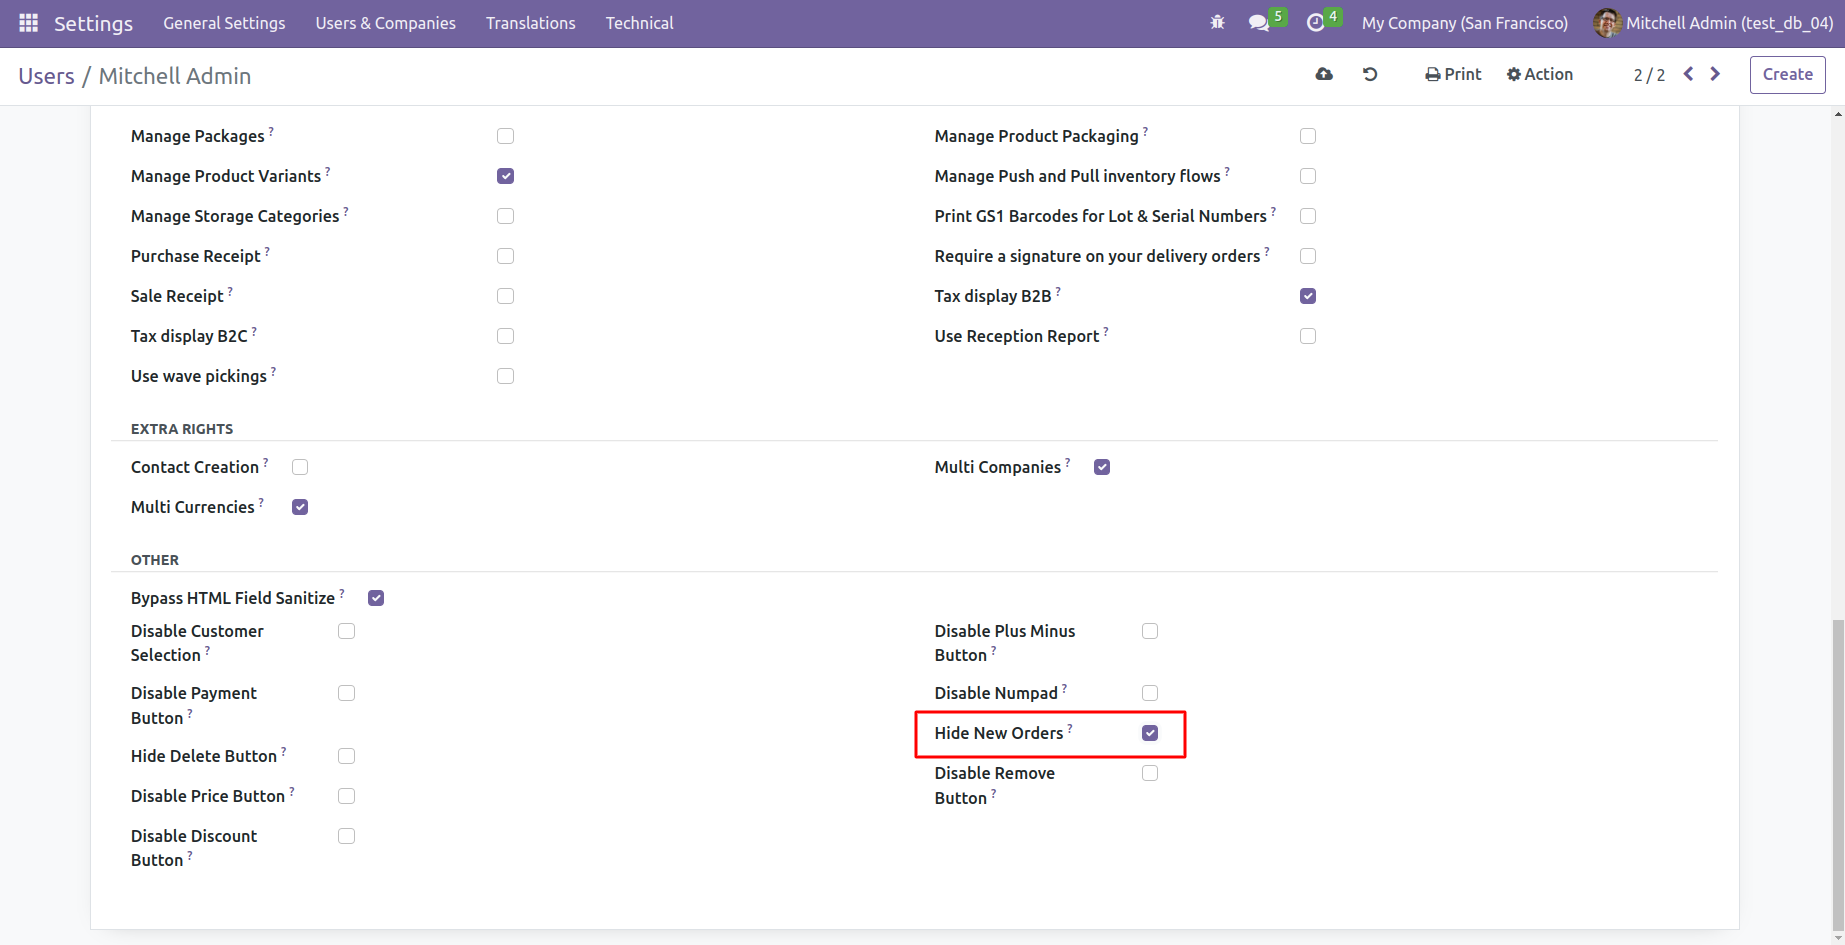 Settings General Settings Users & Companies Translations Technical 5 4 My Company (San Francisco) Mitchell Admin (test_db_04)
Users / Mitchell Admin Print Action 2 / 2 Create
Manage Packages ? Manage Product Packaging ?
Manage Product Variants ? Manage Push and Pull inventory flows ?
Manage Storage Categories ? Print GS1 Barcodes for Lot & Serial Numbers ?
Purchase Receipt ? Require a signature on your delivery orders ?
Sale Receipt ? Tax display B2B ?
Tax display B2C ? Use Reception Report ?
Use wave pickings ?
EXTRA RIGHTS
Contact Creation ? Multi Companies ?
Multi Currencies ?
OTHER
Bypass HTML Field Sanitize ?
Disable Customer Disable Plus Minus
Selection ? Button ?
Disable Payment Disable Numpad ?
Button ?
Hide New Orders ?
Hide Delete Button ?
Disable Remove
Disable Price Button ? Button ?
Disable Discount
Button ?